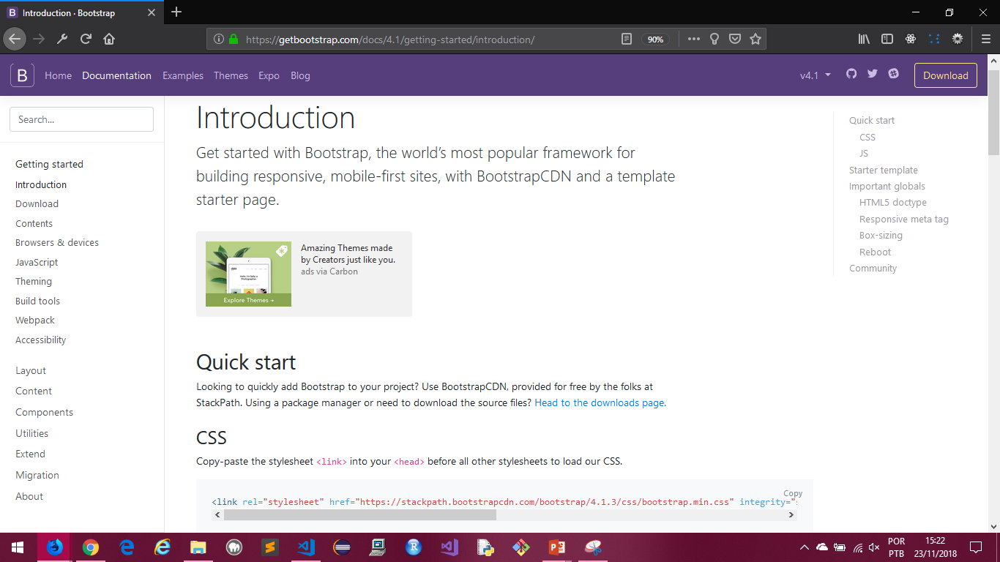 Introduction · Bootstrap
https://getbootstrap.com/docs/4.1/getting-started/introduction/
90%
B Home Documentation Examples Themes Expo Blog v4.1 Download
Search...
Getting started
Introduction
Download
Contents
Browsers & devices
JavaScript
Theming
Build tools
Webpack
Accessibility
Layout
Content
Components
Utilities
Extend
Migration
About
Introduction
Get started with Bootstrap, the world’s most popular framework for
building responsive, mobile-first sites, with BootstrapCDN and a template
starter page.
Explore Themes →
Amazing Themes made
by Creators just like you.
ads via Carbon
Quick start
Looking to quickly add Bootstrap to your project? Use BootstrapCDN, provided for free by the folks at
StackPath. Using a package manager or need to download the source files? Head to the downloads page.
CSS
Copy-paste the stylesheet <link> into your <head> before all other stylesheets to load our CSS.
Copy
<link rel="stylesheet" href="https://stackpath.bootstrapcdn.com/bootstrap/4.1.3/css/bootstrap.min.css" integrity="
Quick start
CSS
JS
Starter template
Important globals
HTML5 doctype
Responsive meta tag
Box-sizing
Reboot
Community
POR
PTB
15:22
23/11/2018